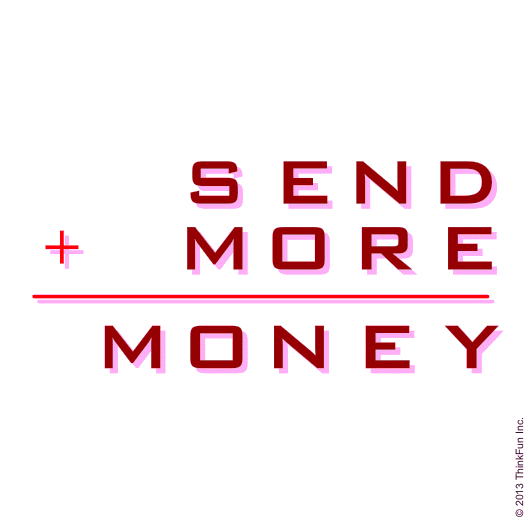 SEND
+ MORE
MONEY
© 2013 ThinkFun Inc.